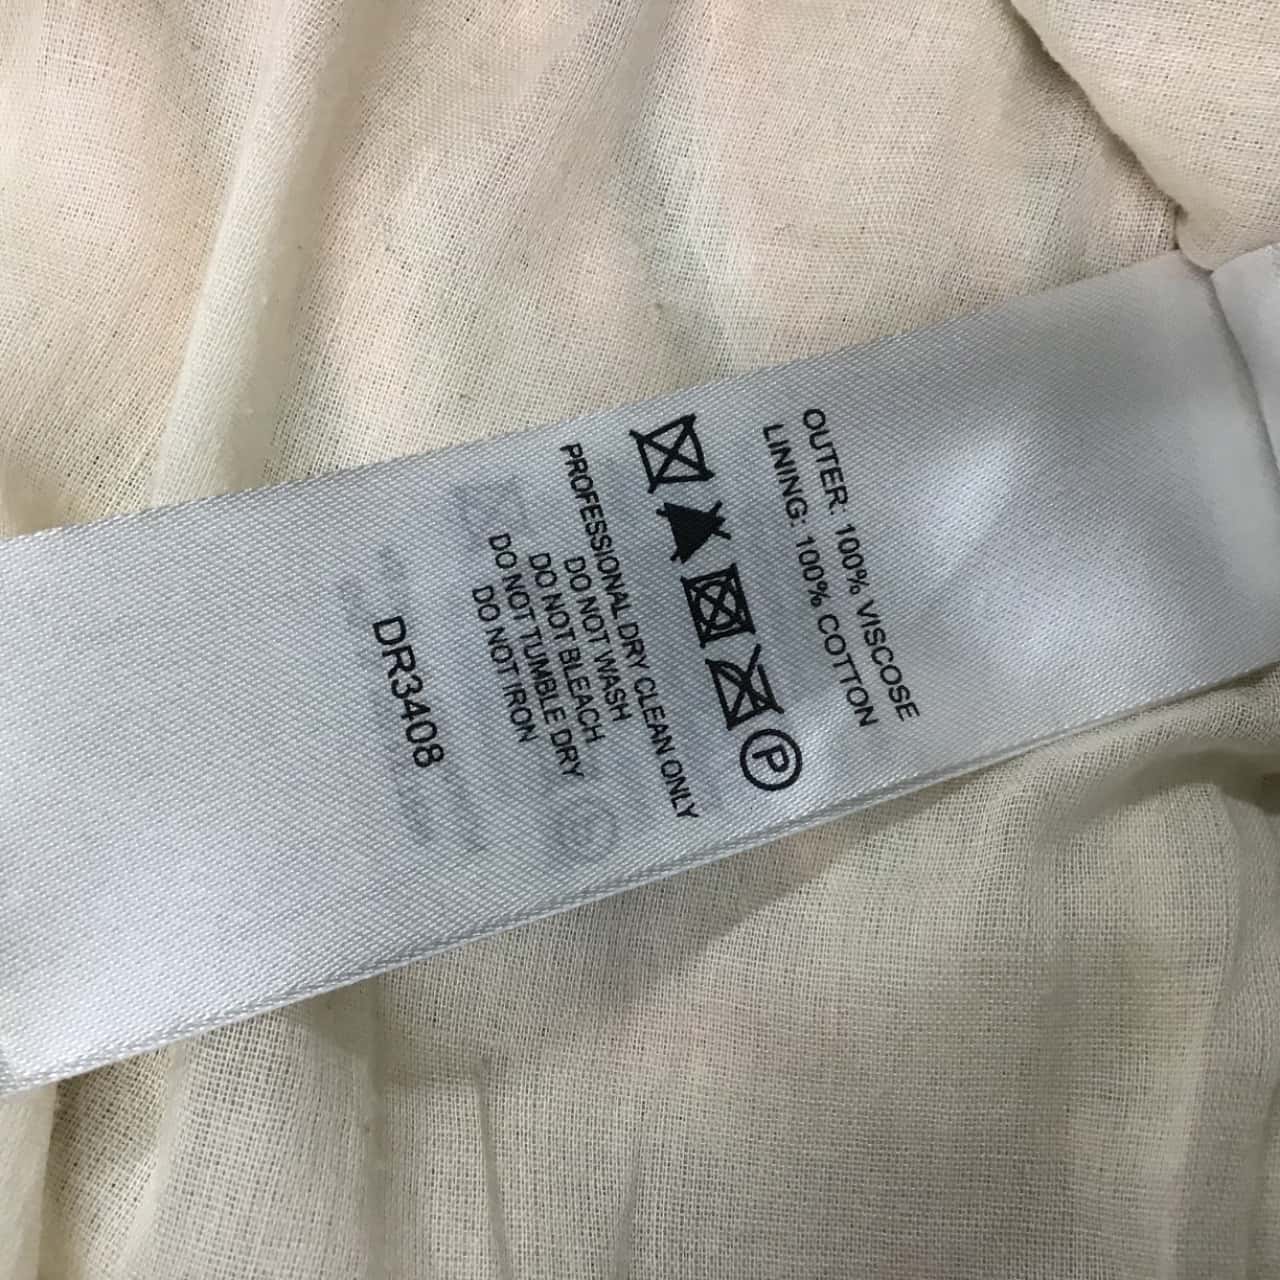 OUTER: 100% VISCOSE
LINING: 100% COTTON
P
PROFESSIONAL DRY CLEAN ONLY
DO NOT WASH
DO NOT BLEACH
DO NOT TUMBLE DRY
DO NOT IRON
DR3408